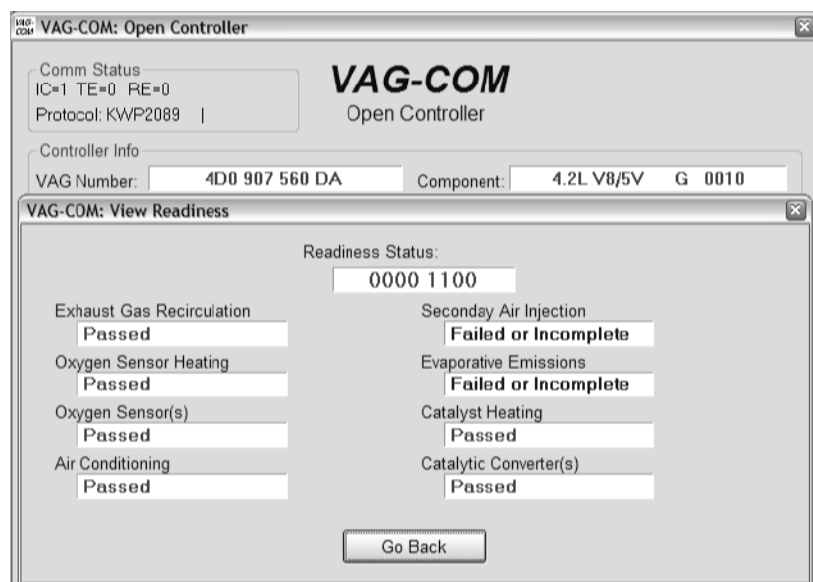 VAG-COM
VAG-COM: Open Controller
Comm Status
IC=1 TE=0 RE=0
Protocol: KWP2089 |
VAG-COM
Open Controller
Controller Info
VAG Number: 4D0 907 560 DA Component: 4.2L V8/5V G 0010
VAG-COM: View Readiness
Readiness Status:
0000 1100
Exhaust Gas Recirculation
Passed
Oxygen Sensor Heating
Passed
Oxygen Sensor(s)
Passed
Air Conditioning
Passed
Seconday Air Injection
Failed or Incomplete
Evaporative Emissions
Failed or Incomplete
Catalyst Heating
Passed
Catalytic Converter(s)
Passed
Go Back